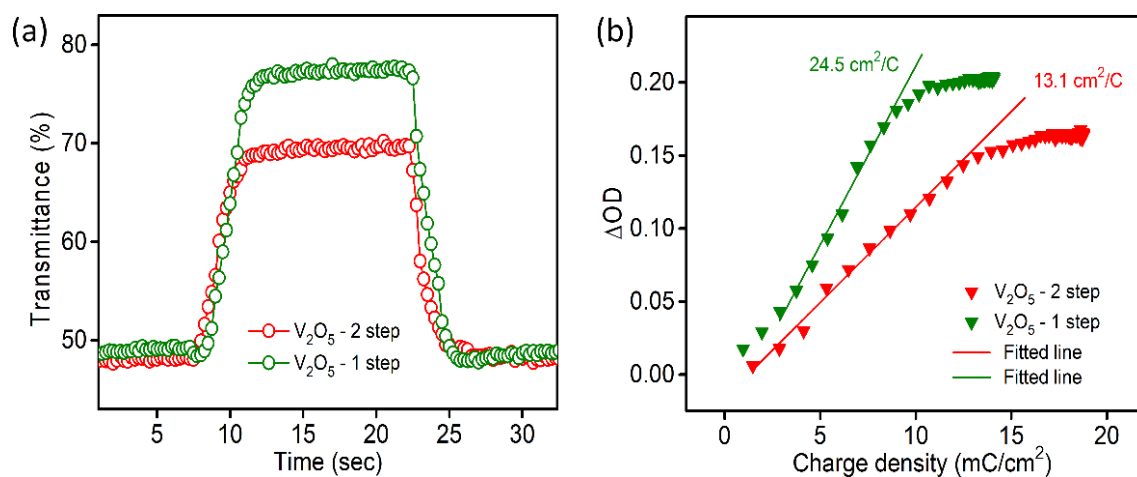 (a)
80
70
60
50
Transmittance (%)
V₂O₅ - 2 step
V₂O₅ - 1 step
5 10 15 20 25 30
Time (sec)
(b)
24.5 cm²/C
13.1 cm²/C
0.20
0.15
0.10
0.05
0.00
ΔOD
V₂O₅ - 2 step
V₂O₅ - 1 step
Fitted line
Fitted line
0 5 10 15 20
Charge density (mC/cm²)